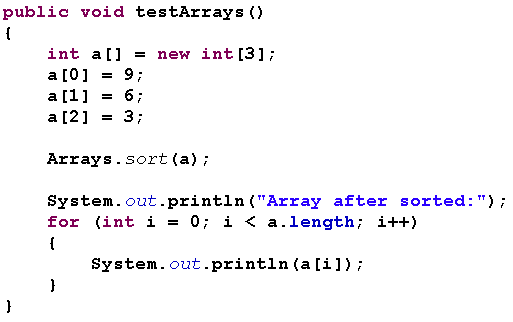 public void testArrays()
{
    int a[] = new int[3];
    a[0] = 9;
    a[1] = 6;
    a[2] = 3;

    Arrays.sort(a);

    System.out.println("Array after sorted:");
    for (int i = 0; i < a.length; i++)
    {
        System.out.println(a[i]);
    }
}